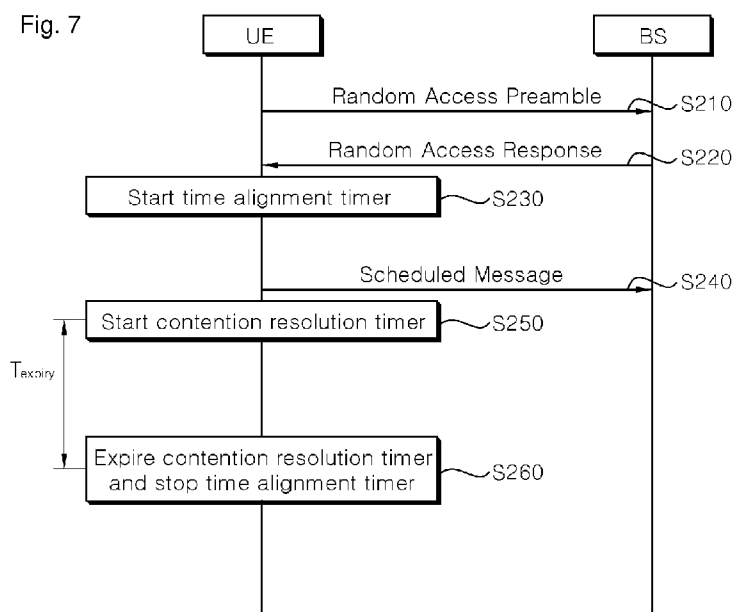 Fig. 7
UE
BS
Random Access Preamble
S210
Random Access Response
S220
Start time alignment timer
S230
Scheduled Message
S240
Start contention resolution timer
S250
Texpiry
Expire contention resolution timer
and stop time alignment timer
S260